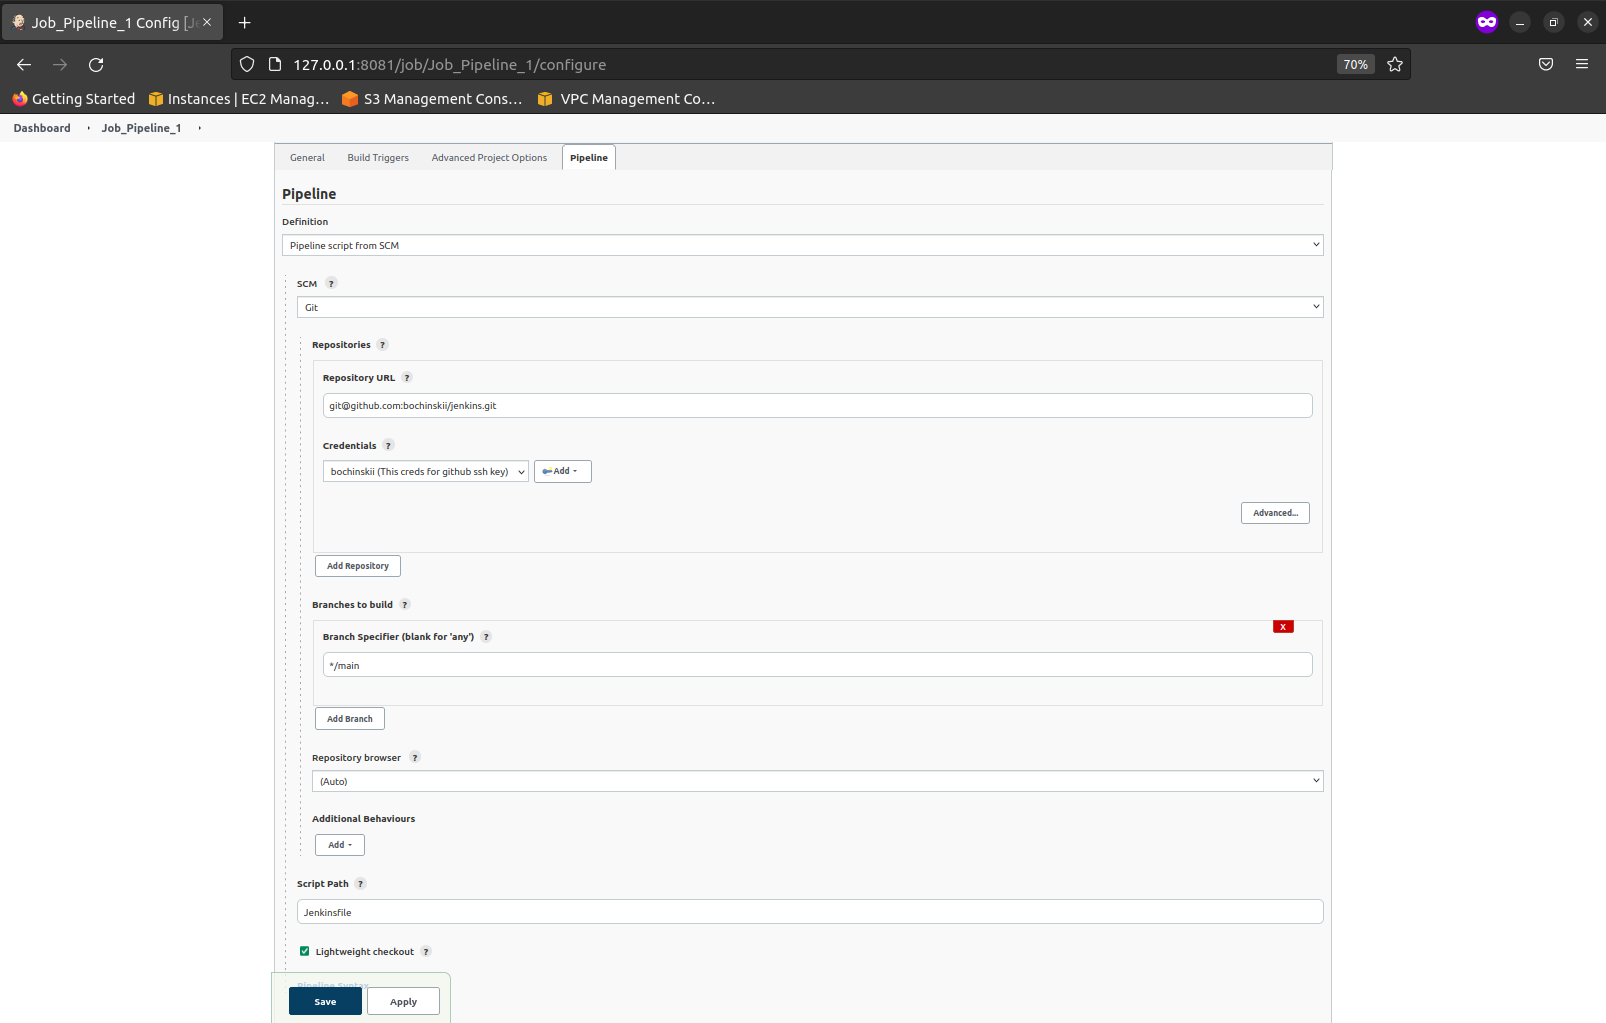 Job_Pipeline_1 Config [Je
127.0.0.1:8081/job/Job_Pipeline_1/configure
70%
Getting Started
Instances | EC2 Manag...
S3 Management Cons...
VPC Management Co...
Dashboard
Job_Pipeline_1
General
Build Triggers
Advanced Project Options
Pipeline
Pipeline
Definition
Pipeline script from SCM
SCM ?
Git
Repositories ?
Repository URL ?
git@github.com:bochinskii/jenkins.git
Credentials ?
bochinskii (This creds for github ssh key)
Add
Advanced...
Add Repository
Branches to build ?
X
Branch Specifier (blank for 'any') ?
*/main
Add Branch
Repository browser ?
(Auto)
Additional Behaviours
Add
Script Path ?
Jenkinsfile
Lightweight checkout ?
Pipeline Syntax
Save
Apply